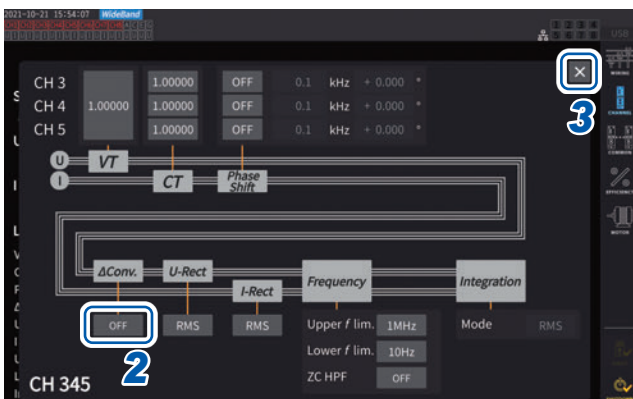 2021-10-21 15:54:07 WideBand
USB
CH 3 1.00000 OFF 0.1 kHz + 0.000 °
CH 4 1.00000 1.00000 OFF 0.1 kHz + 0.000 °
CH 5 1.00000 OFF 0.1 kHz + 0.000 °
3
WIRING
CHANNEL
COMMON
EFFICIENCY
MOTOR
U VT
I CT Phase
Shift
ΔConv. U-Rect I-Rect Frequency Integration
OFF RMS RMS Upper f lim. 1MHz Mode RMS
Lower f lim. 10Hz
ZC HPF OFF
2
CH 345